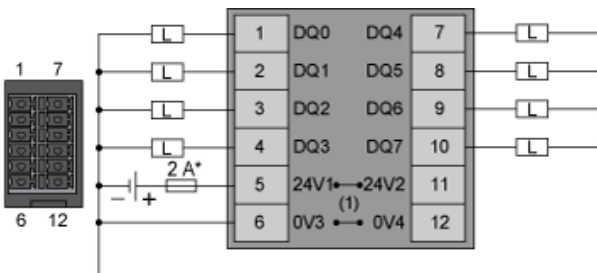 L 1 DQ0 DQ4 7 L
1 7 L 2 DQ1 DQ5 8 L
L 3 DQ2 DQ6 9 L
L 4 DQ3 DQ7 10 L
2 A*
− + 5 24V1 24V2 11
(1)
6 12 6 0V3 0V4 12